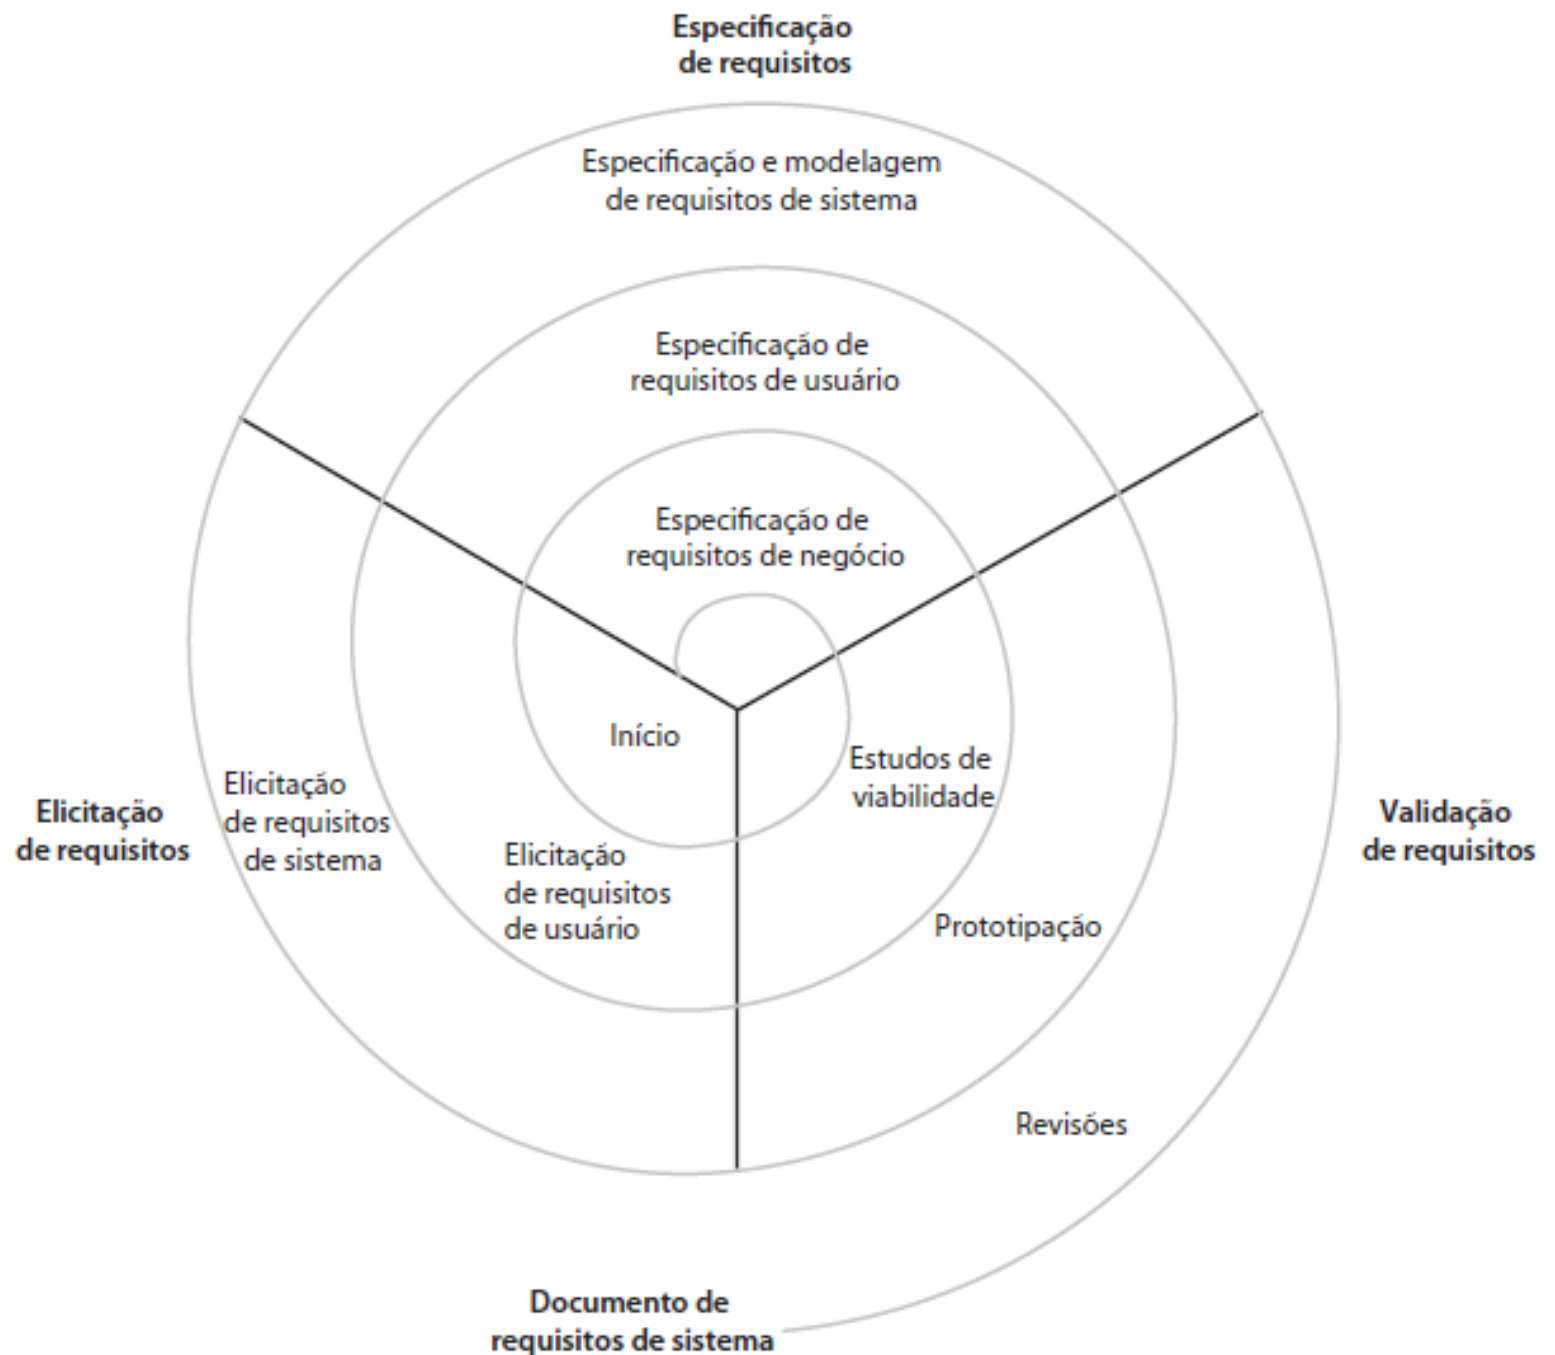 Especificação
de requisitos
Especificação e modelagem
de requisitos de sistema
Especificação de
requisitos de usuário
Especificação de
requisitos de negócio
Início
Estudos de
viabilidade
Elicitação
de requisitos
Elicitação
de requisitos
de sistema
Elicitação
de requisitos
de usuário
Validação
de requisitos
Prototipação
Revisões
Documento de
requisitos de sistema